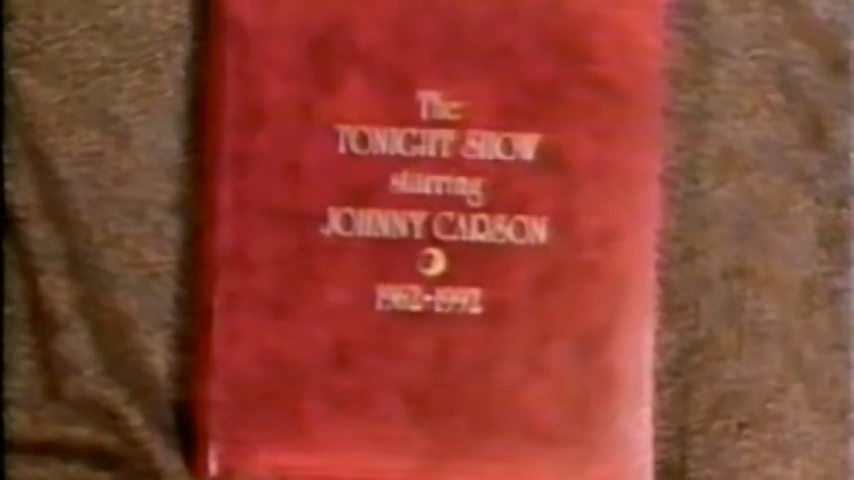 The
TONIGHT SHOW
starring
JOHNNY CARSON
1962-1992